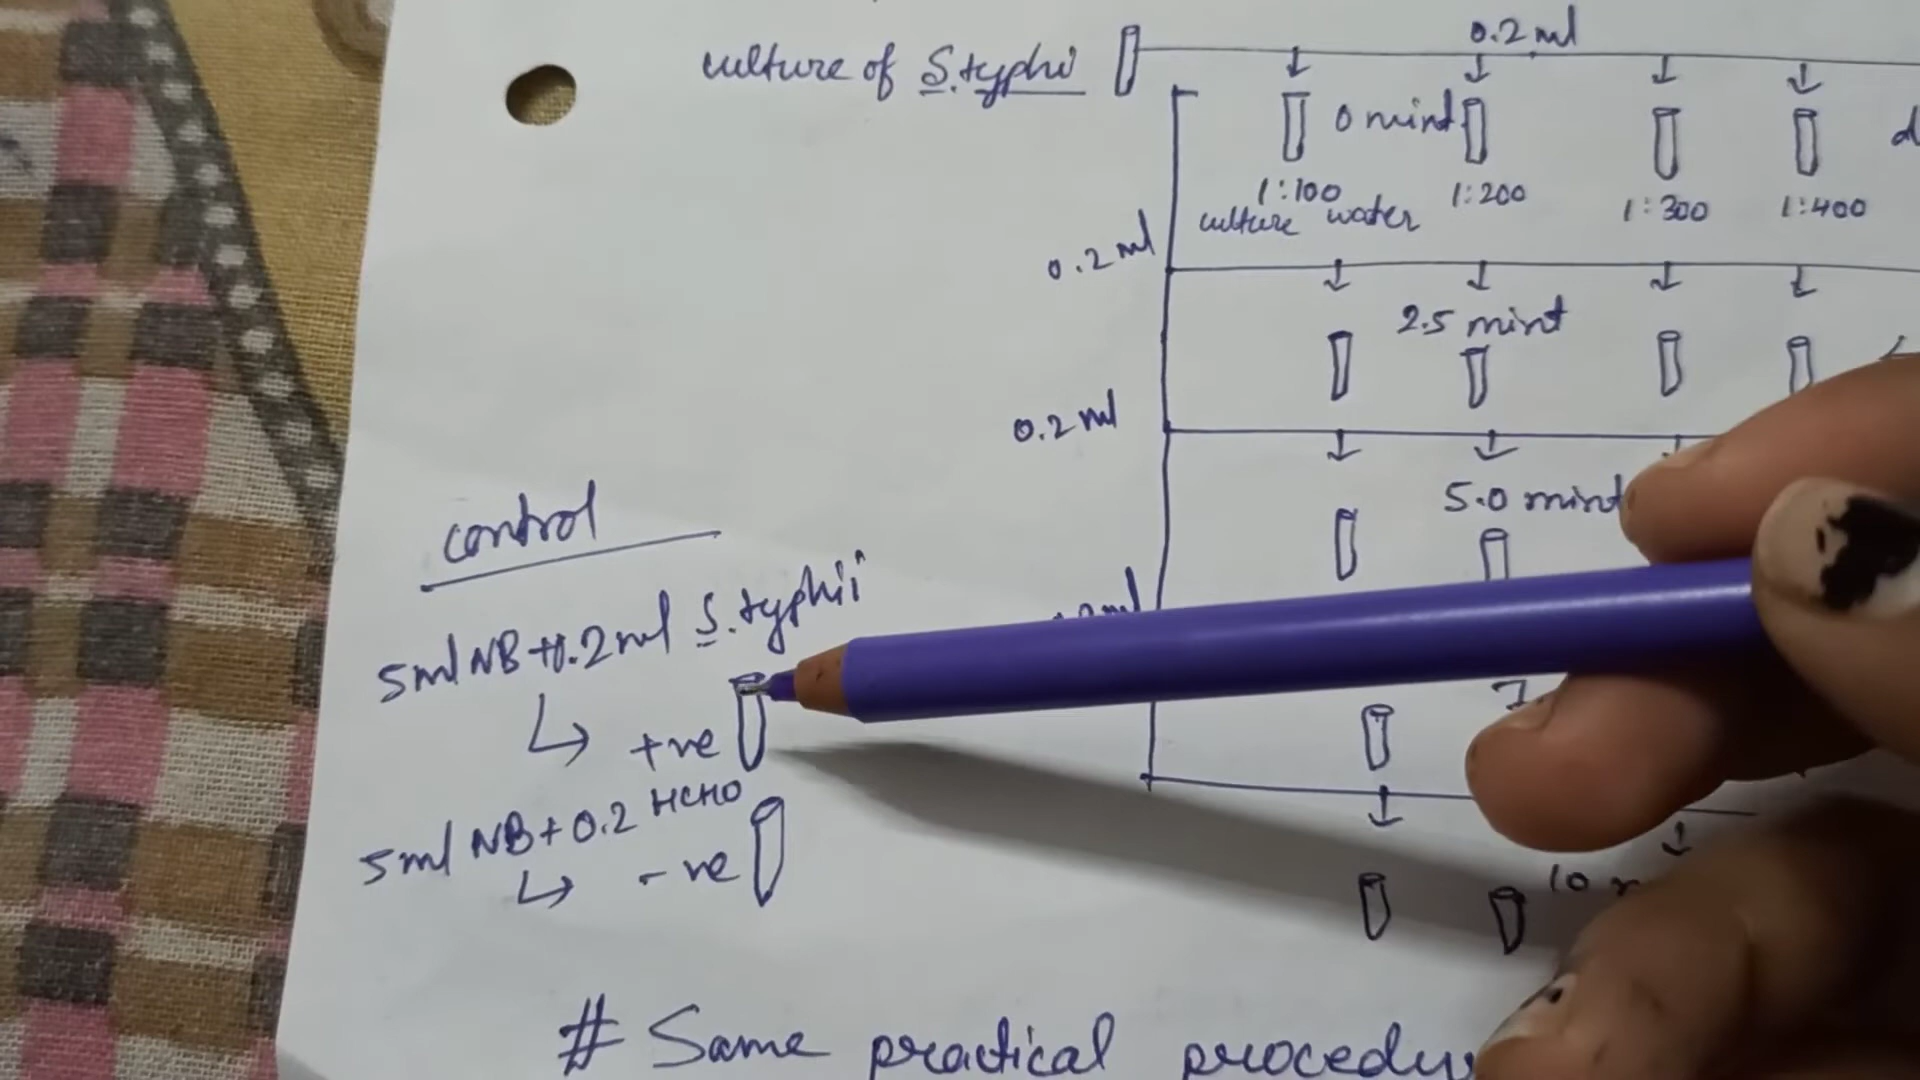 culture of S.typhi
0.2 ml
0 mint
1:100 1:200 1:300 1:400
culture water
0.2 ml
2.5 mint
0.2 ml
5.0 mint
control
5ml NB+0.2ml S.typhii
+ve
5ml NB+0.2 HCHO
-ve
10
# Same practical